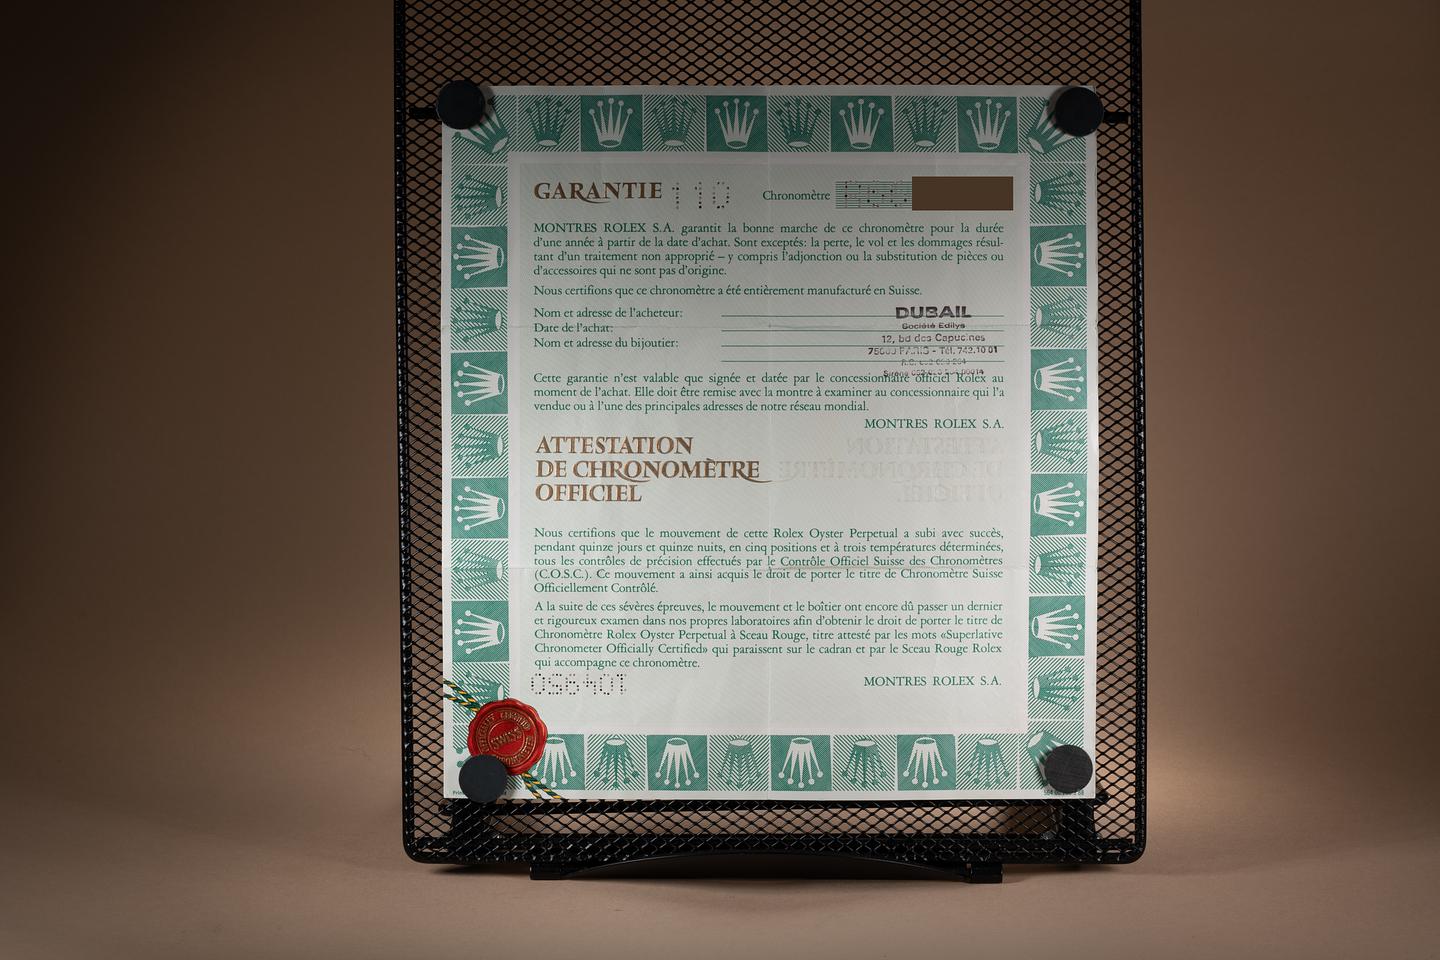 GARANTIE 110 Chronomètre
MONTRES ROLEX S.A. garantit la bonne marche de ce chronomètre pour la durée
d'une année à partir de la date d'achat. Sont exceptés: la perte, le vol et les dommages résul-
tant d'un traitement non approprié – y compris l'adjonction ou la substitution de pièces ou
d'accessoires qui ne sont pas d'origine.
Nous certifions que ce chronomètre a été entièrement manufacturé en Suisse.
Nom et adresse de l'acheteur:
Date de l'achat:
Nom et adresse du bijoutier:
DUBAIL
Société Edilys
12, bd des Capucines
PARIS - Tél. 742.10 01
Cette garantie n'est valable que signée et datée par le concessionnaire officiel Rolex au
moment de l'achat. Elle doit être remise avec la montre à examiner au concessionnaire qui l'a
vendue ou à l'une des principales adresses de notre réseau mondial.
MONTRES ROLEX S.A.
ATTESTATION
DE CHRONOMÈTRE
OFFICIEL
Nous certifions que le mouvement de cette Rolex Oyster Perpetual a subi avec succès,
pendant quinze jours et quinze nuits, en cinq positions et à trois températures déterminées,
tous les contrôles de précision effectués par le Contrôle Officiel Suisse des Chronomètres
(C.O.S.C.). Ce mouvement a ainsi acquis le droit de porter le titre de Chronomètre Suisse
Officiellement Contrôlé.
A la suite de ces sévères épreuves, le mouvement et le boîtier ont encore dû passer un dernier
et rigoureux examen dans nos propres laboratoires afin d'obtenir le droit de porter le titre de
Chronomètre Rolex Oyster Perpetual à Sceau Rouge, titre attesté par les mots «Superlative
Chronometer Officially Certified» qui paraissent sur le cadran et par le Sceau Rouge Rolex
qui accompagne ce chronomètre.
MONTRES ROLEX S.A.
SWISS